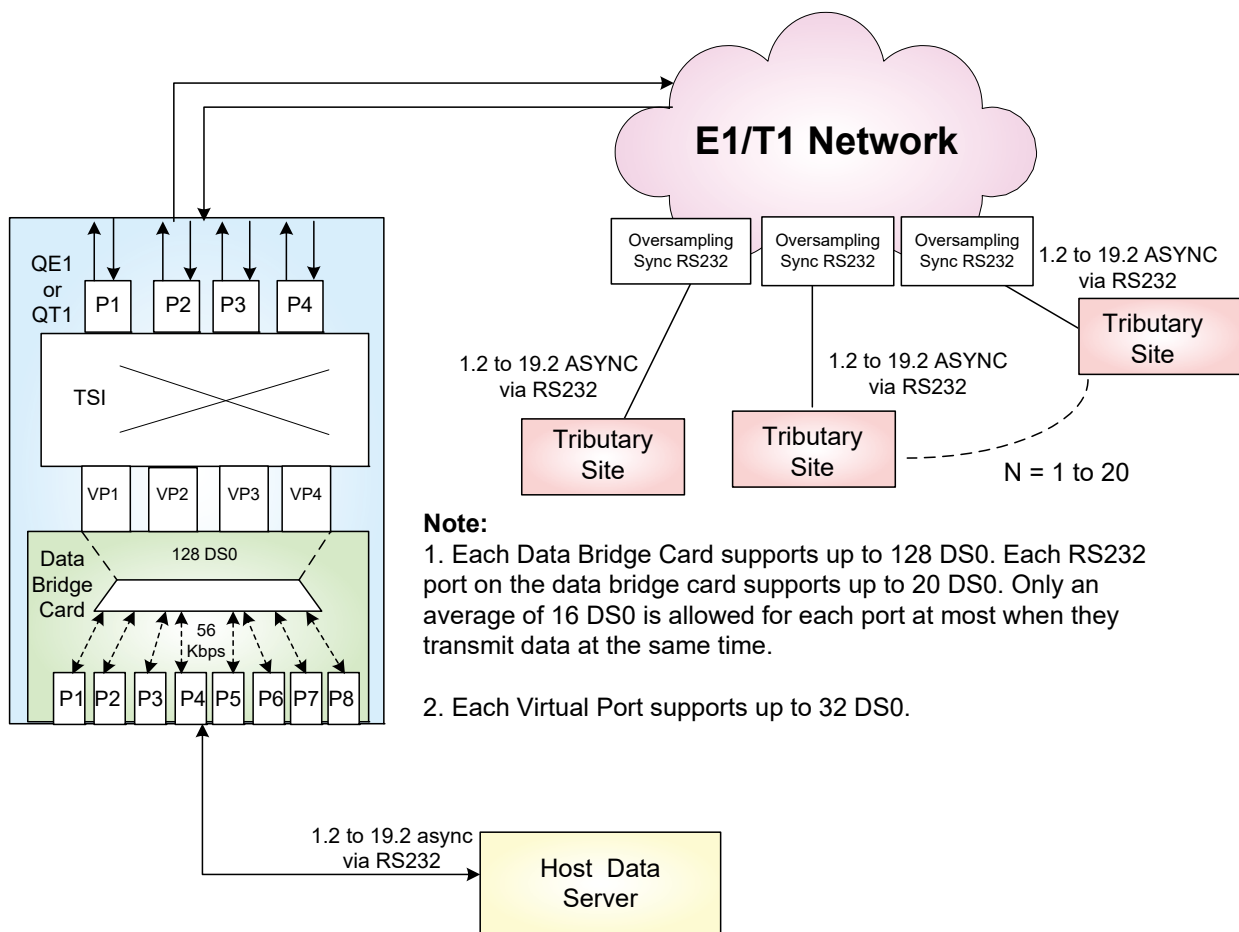 E1/T1 Network
Oversampling
Sync RS232
Oversampling
Sync RS232
Oversampling
Sync RS232
1.2 to 19.2 ASYNC
via RS232
Tributary
Site
1.2 to 19.2 ASYNC
via RS232
Tributary
Site
1.2 to 19.2 ASYNC
via RS232
Tributary
Site
N = 1 to 20
QE1
or
QT1
P1
P2
P3
P4
TSI
VP1
VP2
VP3
VP4
128 DS0
Data
Bridge
Card
56
Kbps
P1
P2
P3
P4
P5
P6
P7
P8
Note:
1. Each Data Bridge Card supports up to 128 DS0. Each RS232
port on the data bridge card supports up to 20 DS0. Only an
average of 16 DS0 is allowed for each port at most when they
transmit data at the same time.
2. Each Virtual Port supports up to 32 DS0.
1.2 to 19.2 async
via RS232
Host Data
Server